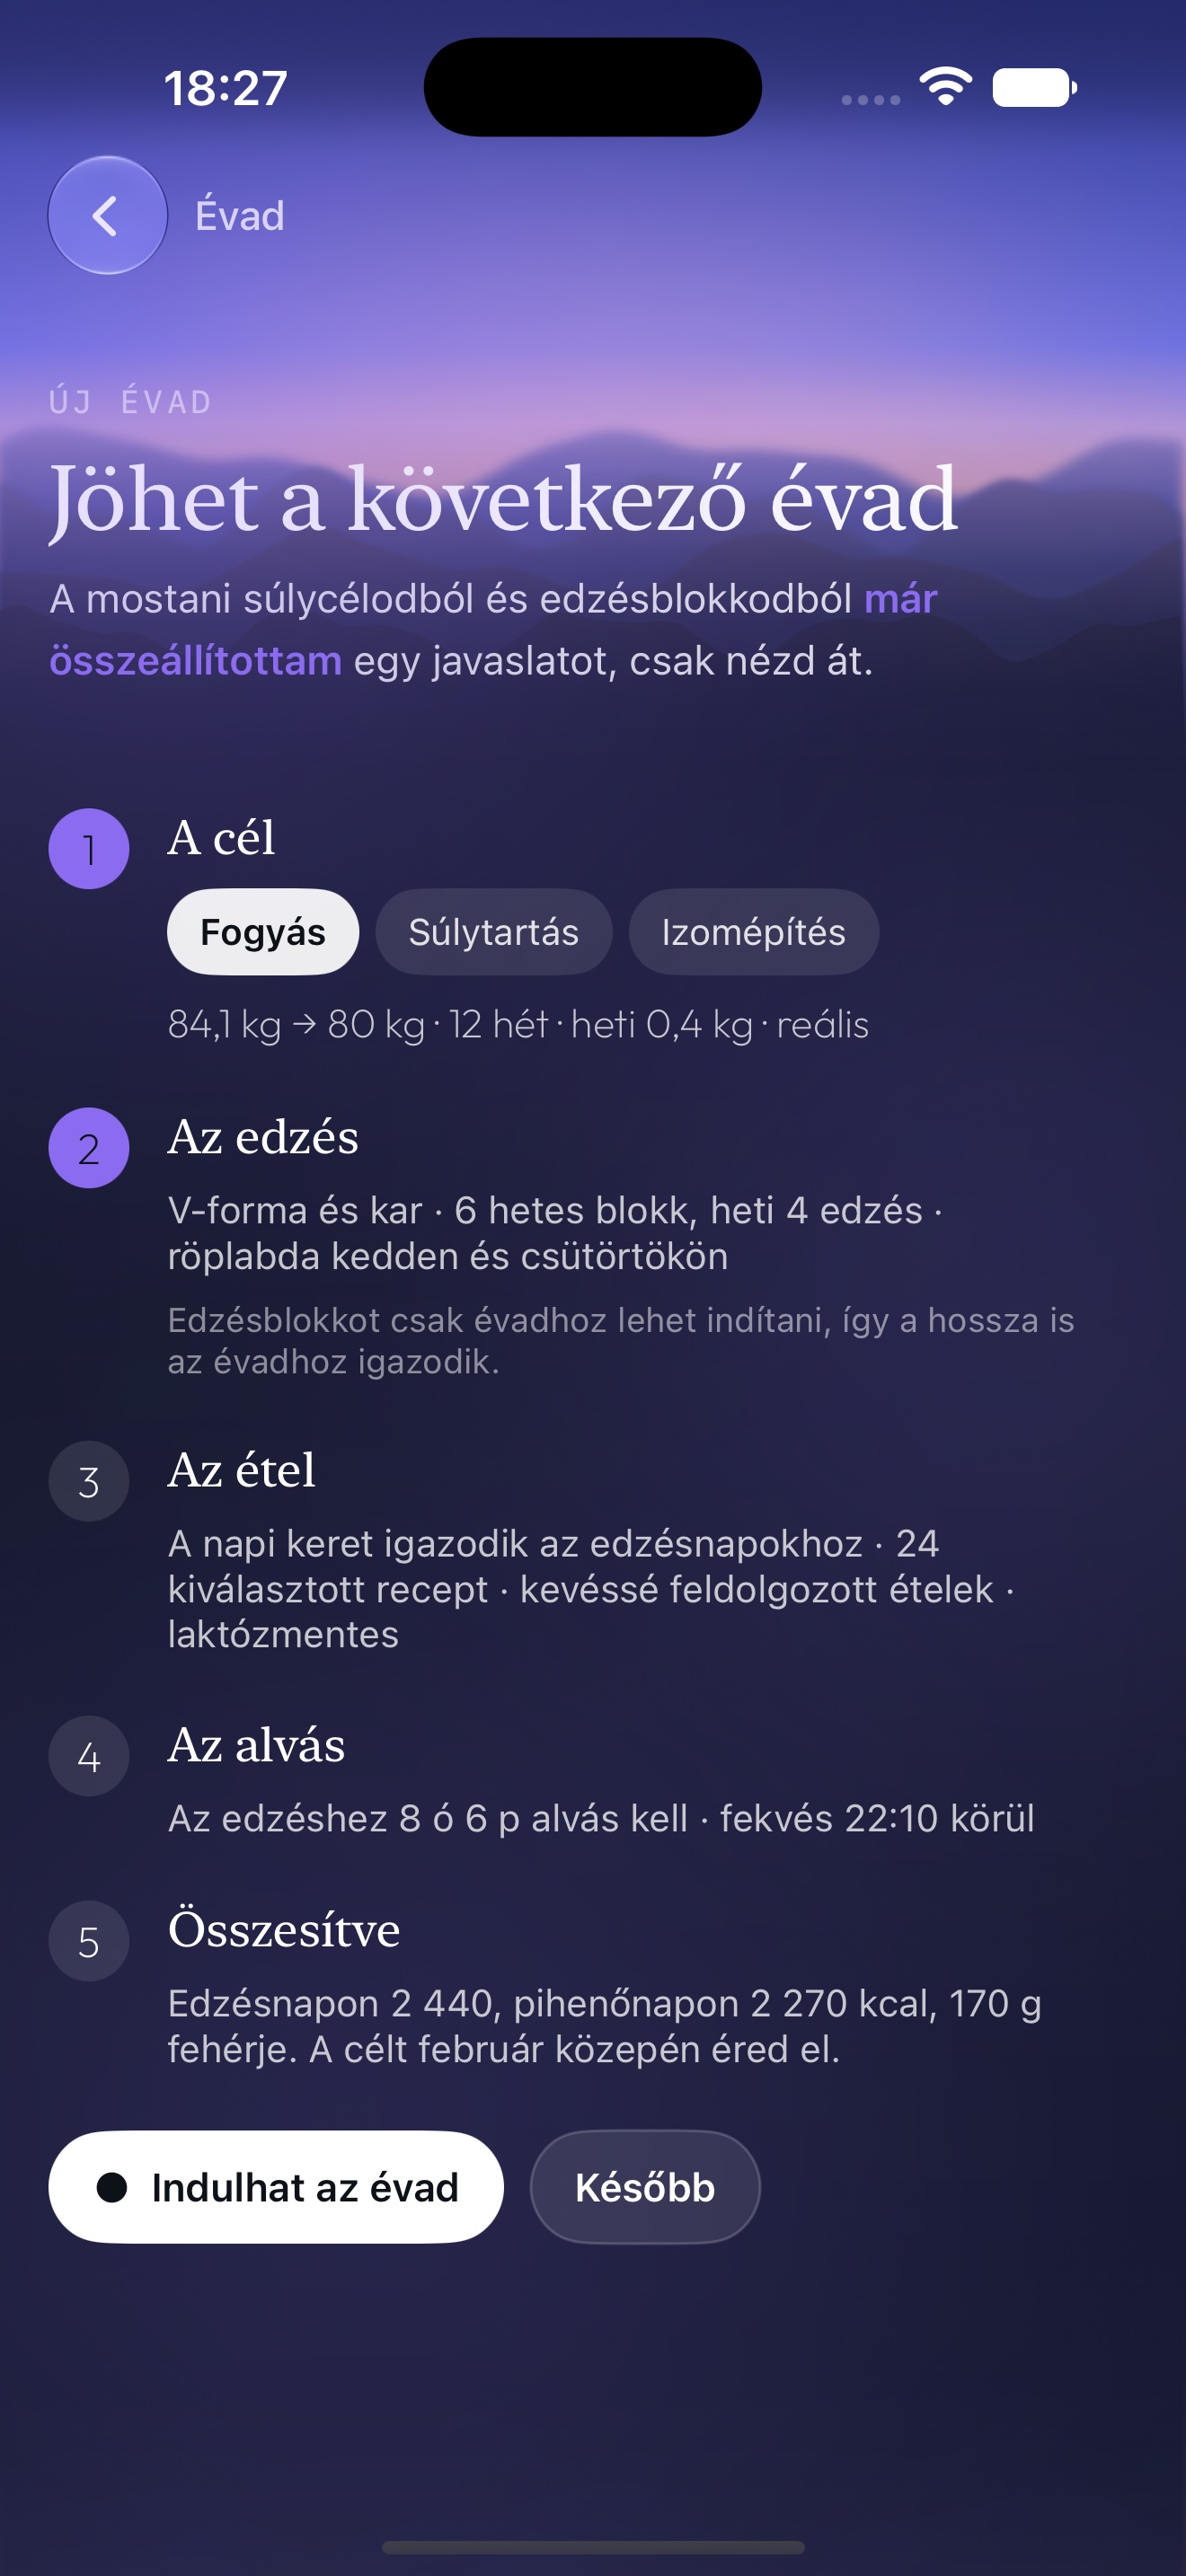 18:27
Évad
ÚJ ÉVAD
Jöhet a következő évad
A mostani súlycélodból és edzésblokkodból már
összeállítottam egy javaslatot, csak nézd át.
1
A cél
Fogyás
Súlytartás
Izomépítés
84,1 kg → 80 kg · 12 hét · heti 0,4 kg · reális
2
Az edzés
V-forma és kar · 6 hetes blokk, heti 4 edzés ·
röplabda kedden és csütörtökön
Edzésblokkot csak évadhoz lehet indítani, így a hossza is
az évadhoz igazodik.
3
Az étel
A napi keret igazodik az edzésnapokhoz · 24
kiválasztott recept · kevéssé feldolgozott ételek ·
laktózmentes
4
Az alvás
Az edzéshez 8 ó 6 p alvás kell · fekvés 22:10 körül
5
Összesítve
Edzésnapon 2 440, pihenőnapon 2 270 kcal, 170 g
fehérje. A célt február közepén éred el.
Indulhat az évad
Később